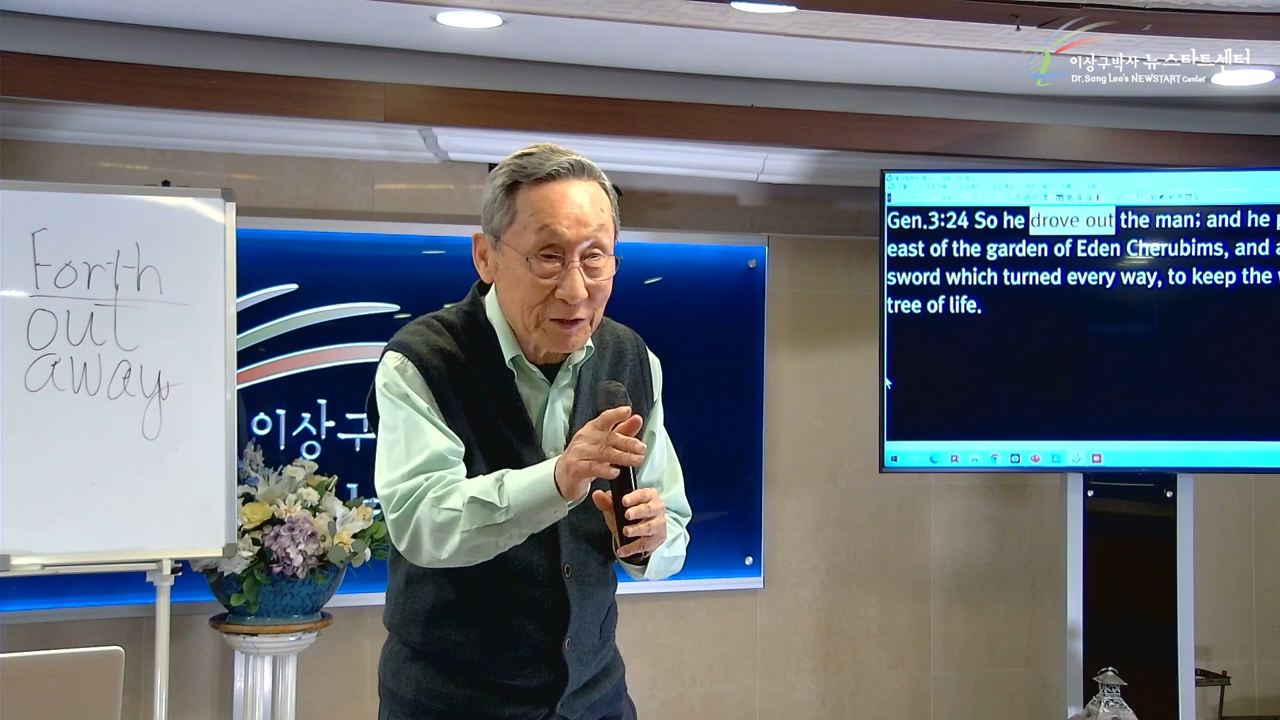 이상구박사 뉴스타트센터
Dr.Sang Lee's NEWSTART Center
Forth
out
away
이상구
Gen.3:24 So he drove out the man; and he
east of the garden of Eden Cherubims, and a
sword which turned every way, to keep the
tree of life.